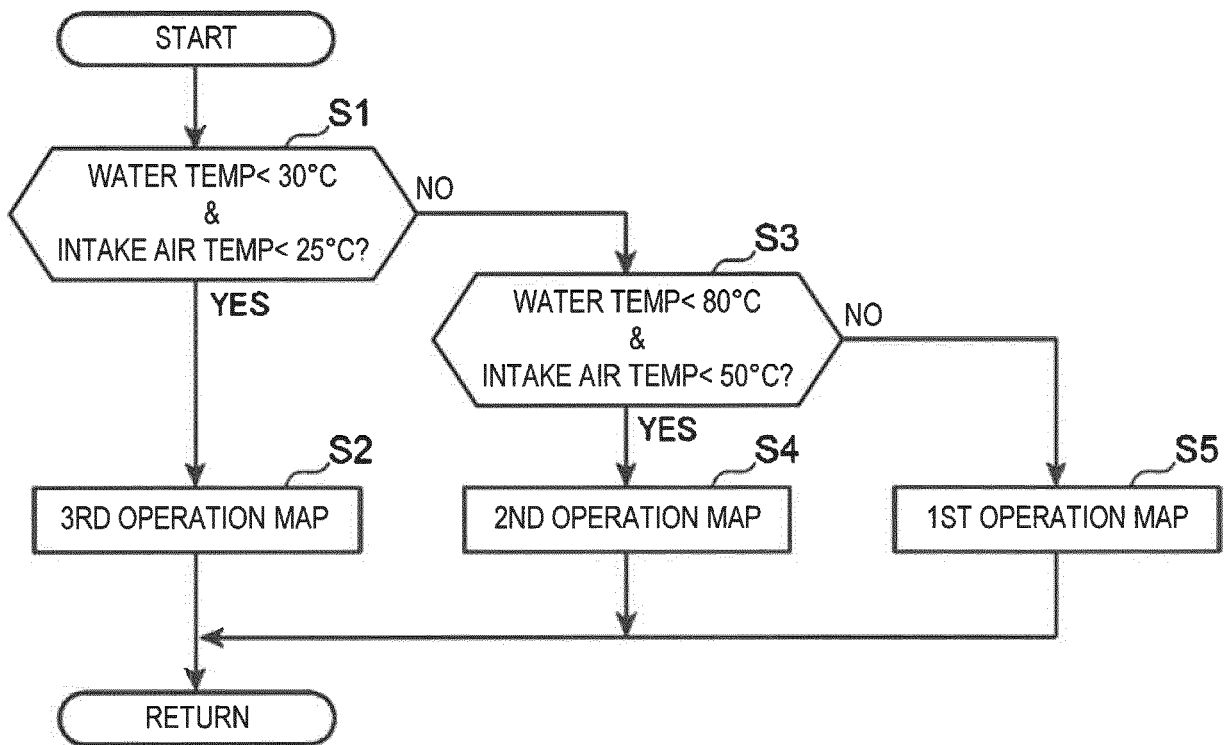 START
S1
WATER TEMP< 30°C
&
INTAKE AIR TEMP< 25°C?
NO
YES
S3
WATER TEMP< 80°C
&
INTAKE AIR TEMP< 50°C?
NO
YES
S2
3RD OPERATION MAP
S4
2ND OPERATION MAP
S5
1ST OPERATION MAP
RETURN